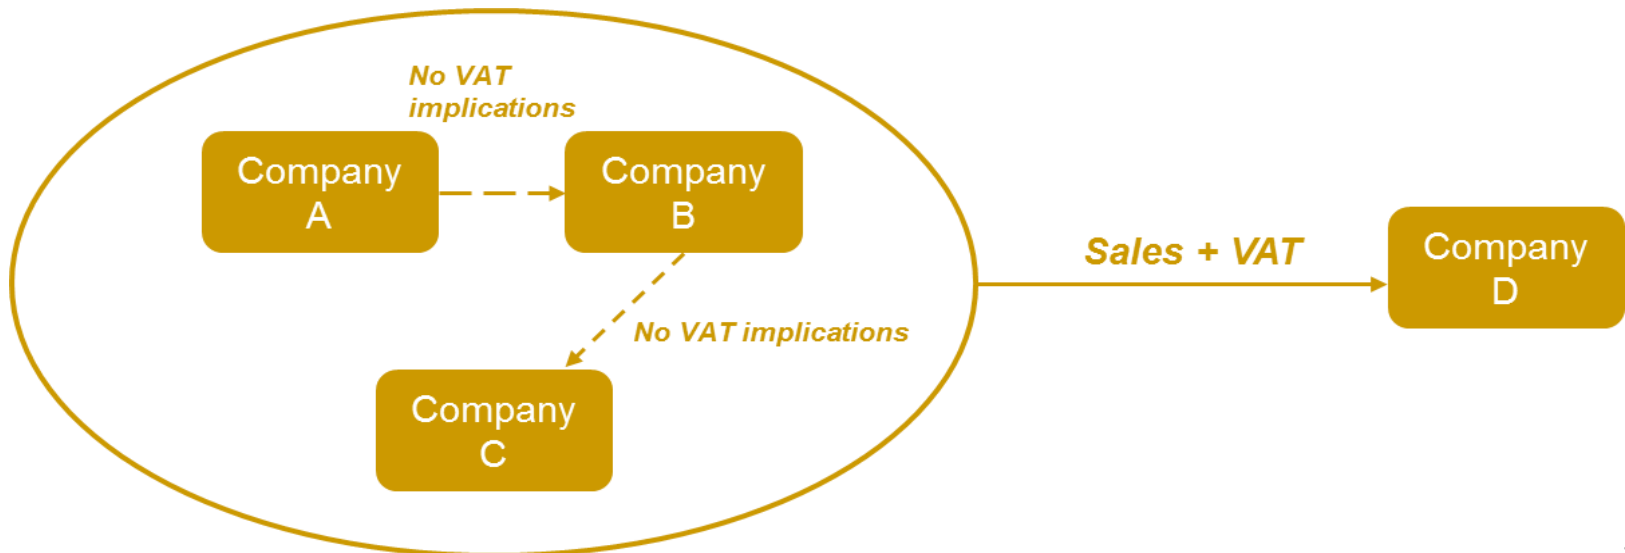 No VAT
implications
Company
A
Company
B
Sales + VAT
Company
D
No VAT implications
Company
C